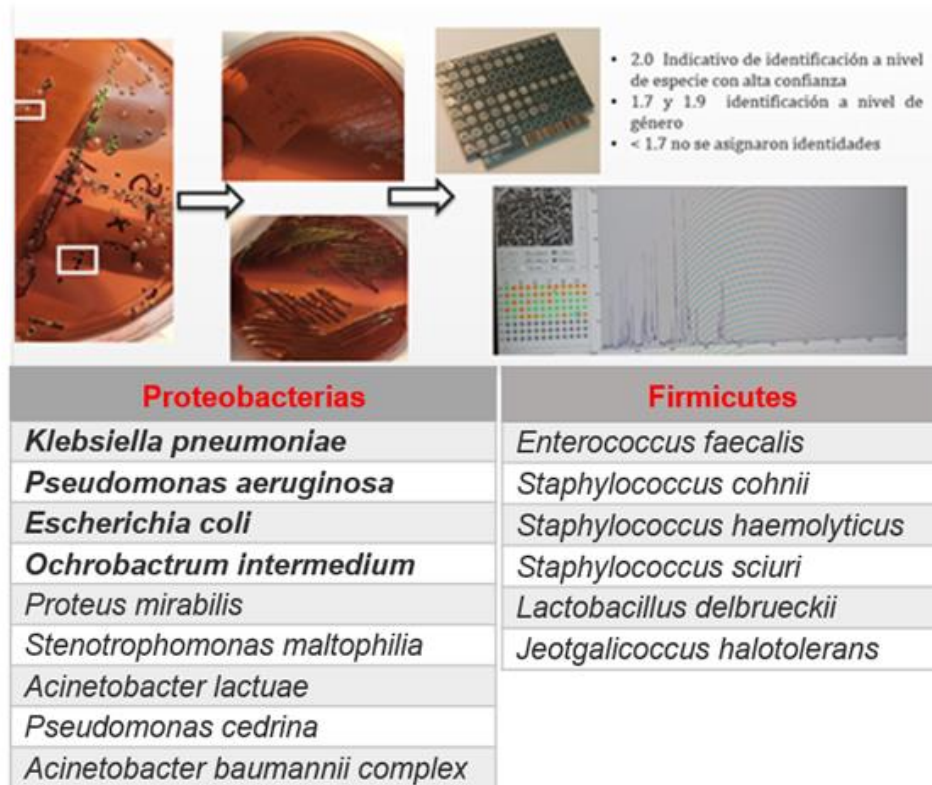 • 2.0 Indicativo de identificación a nivel
de especie con alta confianza
• 1.7 y 1.9 identificación a nivel de
género
• < 1.7 no se asignaron identidades
Proteobacterias
Klebsiella pneumoniae
Pseudomonas aeruginosa
Escherichia coli
Ochrobactrum intermedium
Proteus mirabilis
Stenotrophomonas maltophilia
Acinetobacter lactuae
Pseudomonas cedrina
Acinetobacter baumannii complex
Firmicutes
Enterococcus faecalis
Staphylococcus cohnii
Staphylococcus haemolyticus
Staphylococcus sciuri
Lactobacillus delbrueckii
Jeotgalicoccus halotolerans